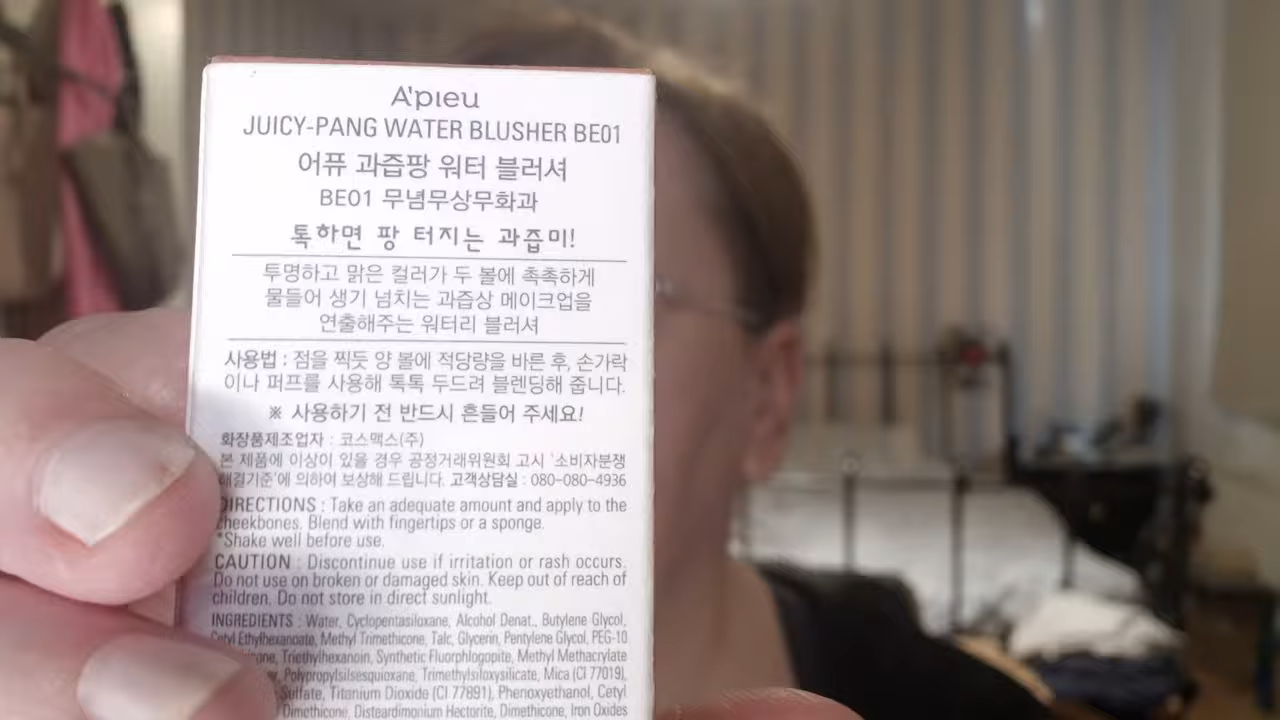 A'PIEU
JUICY-PANG WATER BLUSHER BE01
어퓨 과즙팡 워터 블러셔
BE01 무념무상무화과
톡하면 팡 터지는 과즙미!
투명하고 맑은 컬러가 두 볼에 촉촉하게
물들어 생기 넘치는 과즙상 메이크업을
연출해주는 워터리 블러셔
사용법 : 점을 찍듯 양 볼에 적당량을 바른 후, 손가락
이나 퍼프를 사용해 톡톡 두드려 블렌딩해 줍니다.
※ 사용하기 전 반드시 흔들어 주세요!
화장품제조업자 : 코스맥스(주)
본 제품에 이상이 있을 경우 공정거래위원회 고시 '소비자분쟁
해결기준'에 의하여 보상해 드립니다. 고객상담실 : 080-080-4936
DIRECTIONS : Take an adequate amount and apply to the
cheekbones. Blend with fingertips or a sponge.
*Shake well before use.
CAUTION : Discontinue use if irritation or rash occurs.
Do not use on broken or damaged skin. Keep out of reach of
children. Do not store in direct sunlight.
INGREDIENTS : Water, Cyclopentasiloxane, Alcohol Denat., Butylene Glycol,
Cetyl Ethylhexanoate, Methyl Trimethicone, Talc, Glycerin, Pentylene Glycol, PEG-10
Triethylhexanoin, Synthetic Fluorphlogopite, Methyl Methacrylate
Polypropylsilsesquioxane, Trimethylsiloxysilicate, Mica (CI 77019),
Sulfate, Titanium Dioxide (CI 77891), Phenoxyethanol, Cetyl
Dimethicone, Disteardimonium Hectorite, Dimethicone, Iron Oxides